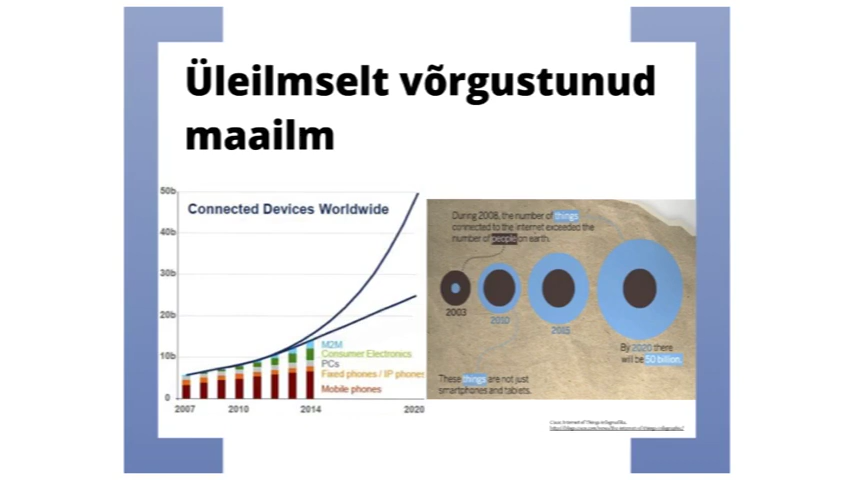 Üleilmselt võrgustunud
maailm
50b
Connected Devices Worldwide
40b
30b
20b
10b
0
M2M
Consumer Electronics
PCs
Fixed phones / IP phones
Mobile phones
2007
2010
2014
2020
During 2008, the number of things
connected to the internet exceeded the
number of people on earth.
2003
2010
2015
By 2020 there
will be 50 billion.
These things are not just
smartphones and tablets.